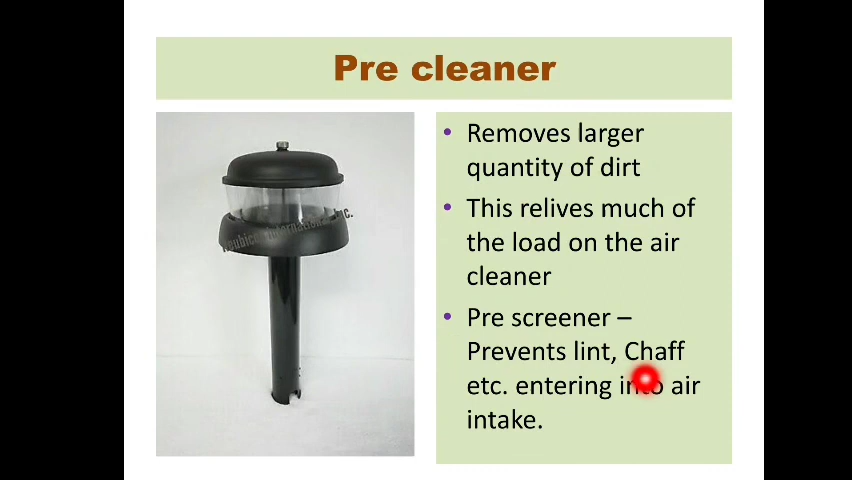 Pre cleaner
• Removes larger
quantity of dirt
• This relives much of
the load on the air
cleaner
• Pre screener –
Prevents lint, Chaff
etc. entering into air
intake.